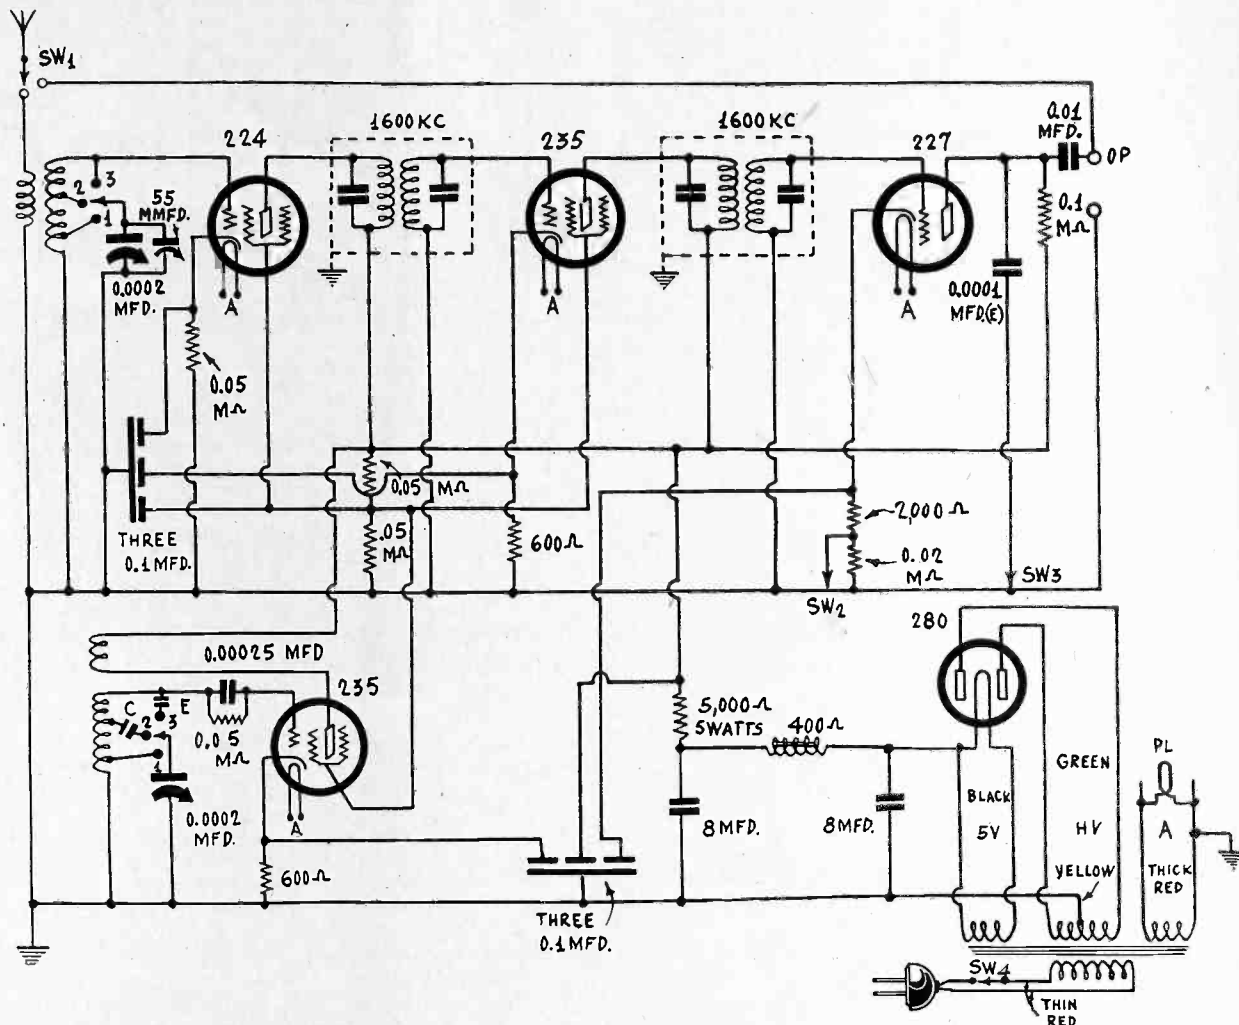 SW1
224
1600KC
235
1600KC
227
0.01
MFD.
OP
3
2
1
55
MMFD.
0.0002
MFD.
A
A
A
0.1
MΩ
0.0001
MFD.(E)
0.05
MΩ
0.05 MΩ
.05
MΩ
600Ω
2,000Ω
0.02
MΩ
SW2
SW3
THREE
0.1MFD.
280
0.00025 MFD
235
C
E
2
3
1
0.05
MΩ
0.0002
MFD.
A
600Ω
5,000Ω
5WATTS
400Ω
8MFD.
8MFD.
BLACK
5V
GREEN
HV
YELLOW
PL
A
THICK
RED
THREE
0.1MFD.
SW4
THIN
RED